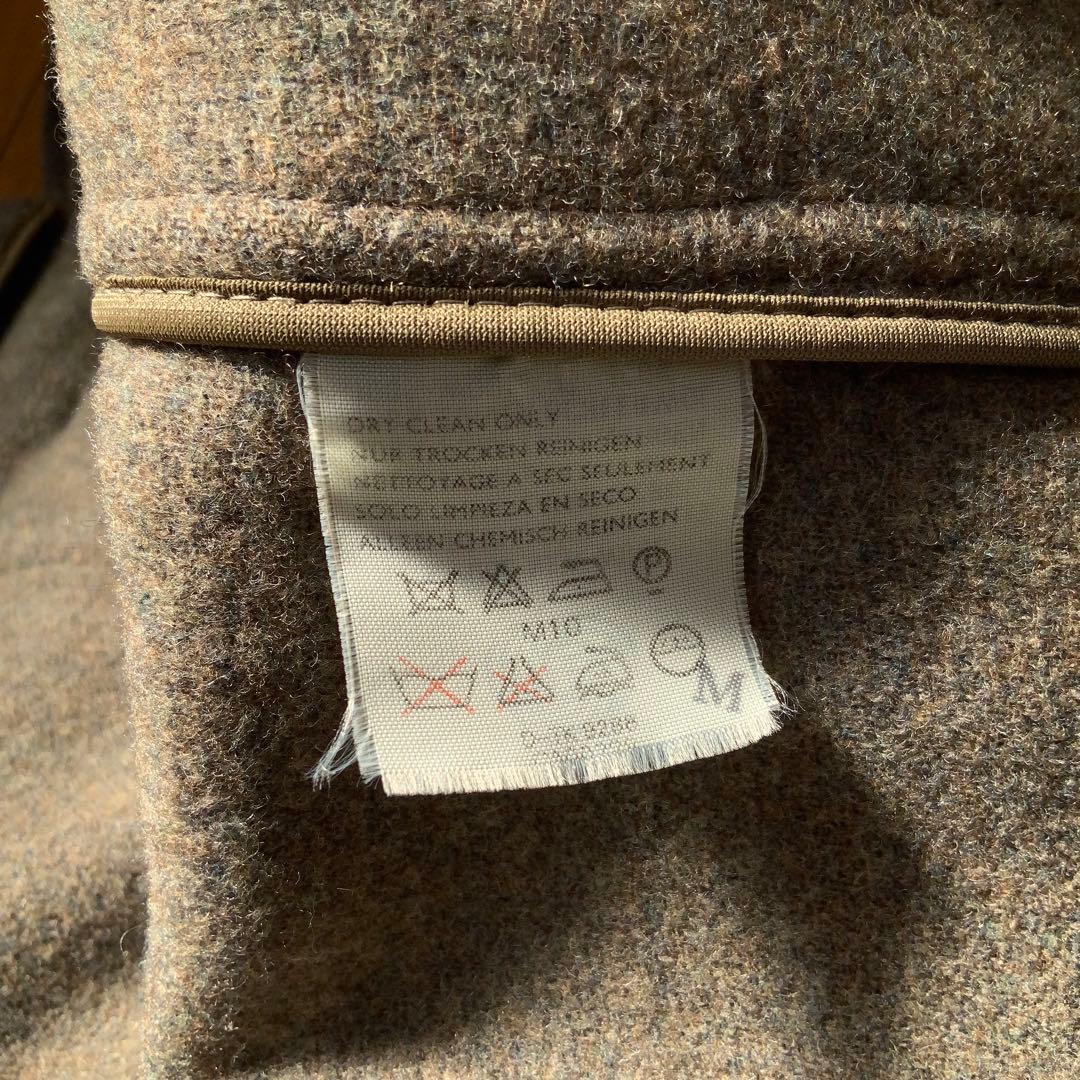 DRY CLEAN ONLY
NUR TROCKEN REINIGEN
NETTOYAGE A SEC SEULEMENT
SOLO LIMPIEZA EN SECO
ALLEEN CHEMISCH REINIGEN
P
M10
M